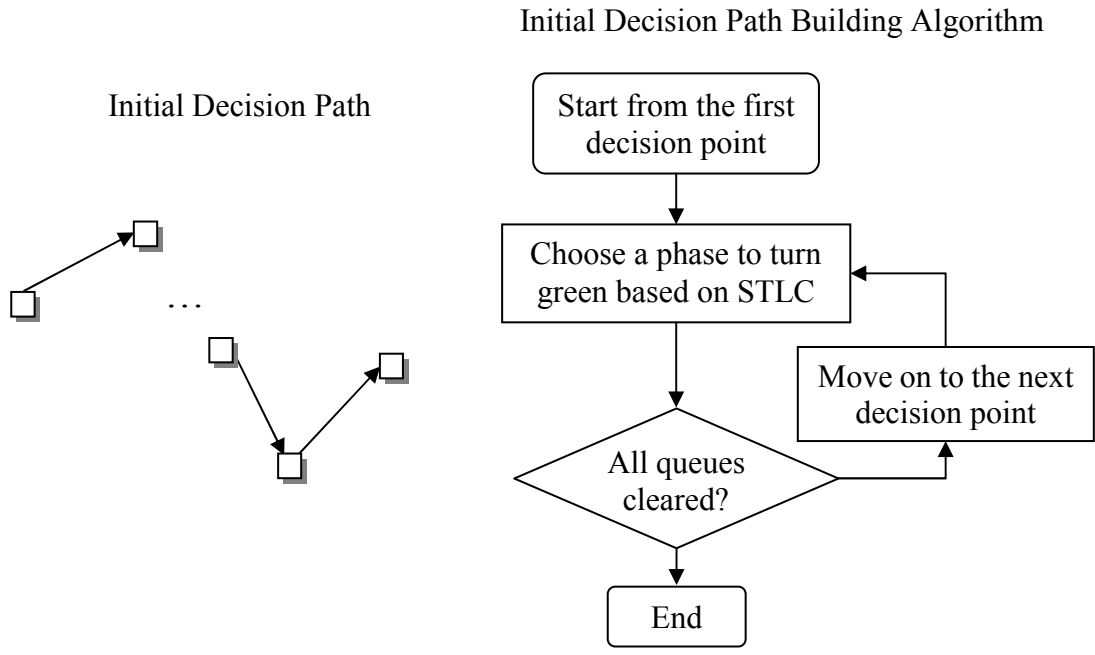 Initial Decision Path Building Algorithm
Initial Decision Path
...
Start from the first
decision point
Choose a phase to turn
green based on STLC
Move on to the next
decision point
All queues
cleared?
End